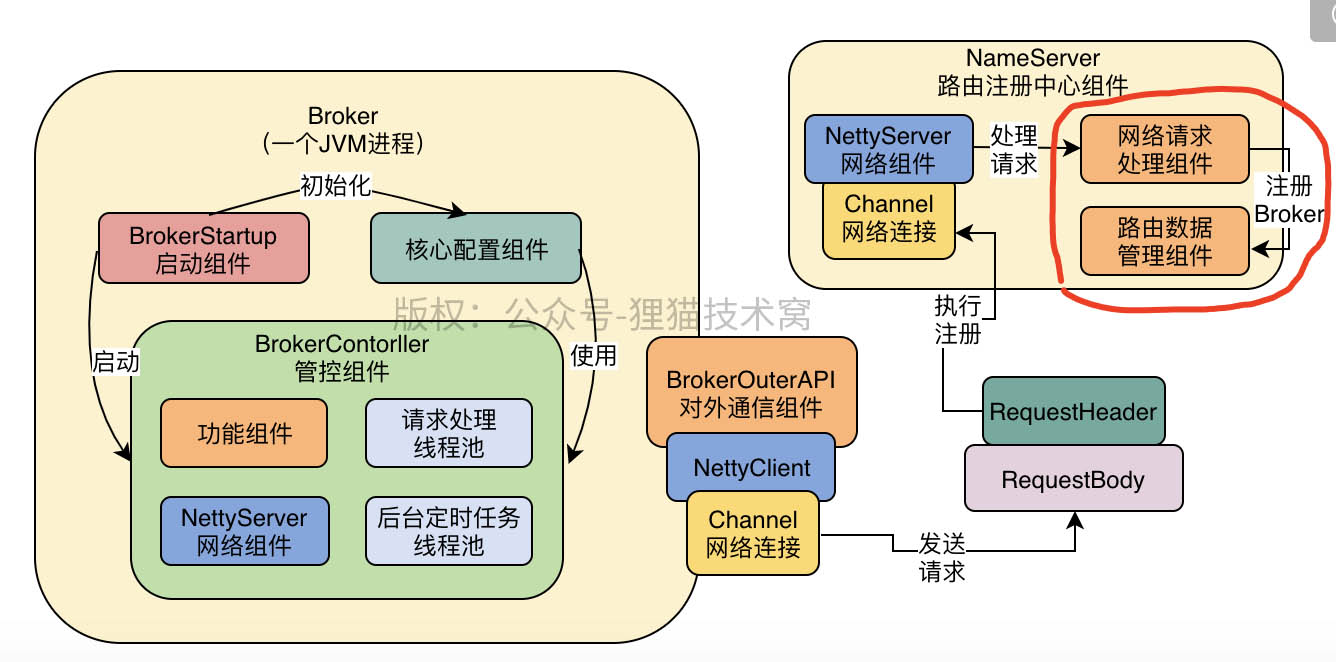 Broker
（一个JVM进程）
初始化
BrokerStartup
启动组件
核心配置组件
启动
使用
BrokerContorller
管控组件
功能组件
请求处理
线程池
NettyServer
网络组件
后台定时任务
线程池
版权：公众号-狸猫技术窝
BrokerOuterAPI
对外通信组件
NettyClient
Channel
网络连接
发送
请求
RequestHeader
RequestBody
执行
注册
NameServer
路由注册中心组件
NettyServer
网络组件
Channel
网络连接
处理
请求
网络请求
处理组件
注册
Broker
路由数据
管理组件